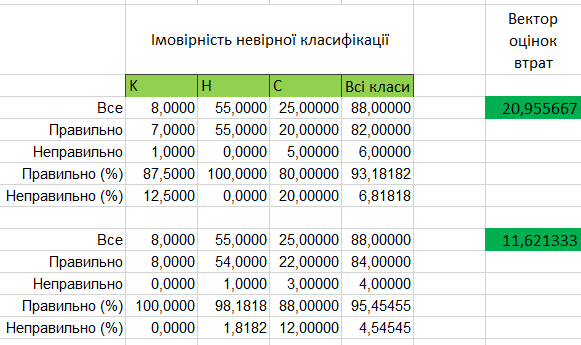 Імовірність невірної класифікації
Вектор
оцінок
втрат
K H C Всі класи
Все 8,0000 55,0000 25,00000 88,00000 20,955667
Правильно 7,0000 55,0000 20,00000 82,00000
Неправильно 1,0000 0,0000 5,00000 6,00000
Правильно (%) 87,5000 100,0000 80,00000 93,18182
Неправильно (%) 12,5000 0,0000 20,00000 6,81818
Все 8,0000 55,0000 25,00000 88,00000 11,621333
Правильно 8,0000 54,0000 22,00000 84,00000
Неправильно 0,0000 1,0000 3,00000 4,00000
Правильно (%) 100,0000 98,1818 88,00000 95,45455
Неправильно (%) 0,0000 1,8182 12,00000 4,54545